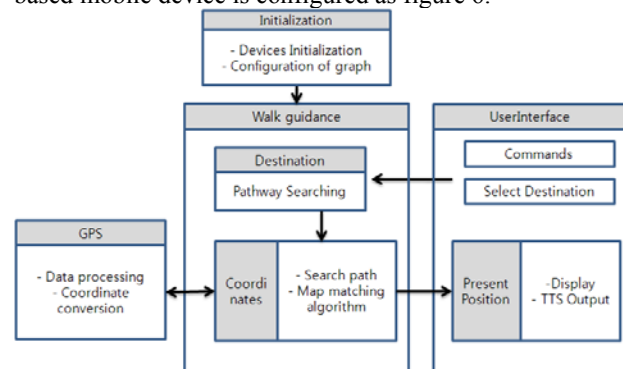 based mobile device is configured as figure 6.
Initialization
- Devices Initialization
- Configuration of graph
Walk guidance
Destination
Pathway Searching
UserInterface
Commands
Select Destination
GPS
- Data processing
- Coordinate
conversion
Coordi
nates
- Search path
- Map matching
algorithm
Present
Position
-Display
- TTS Output